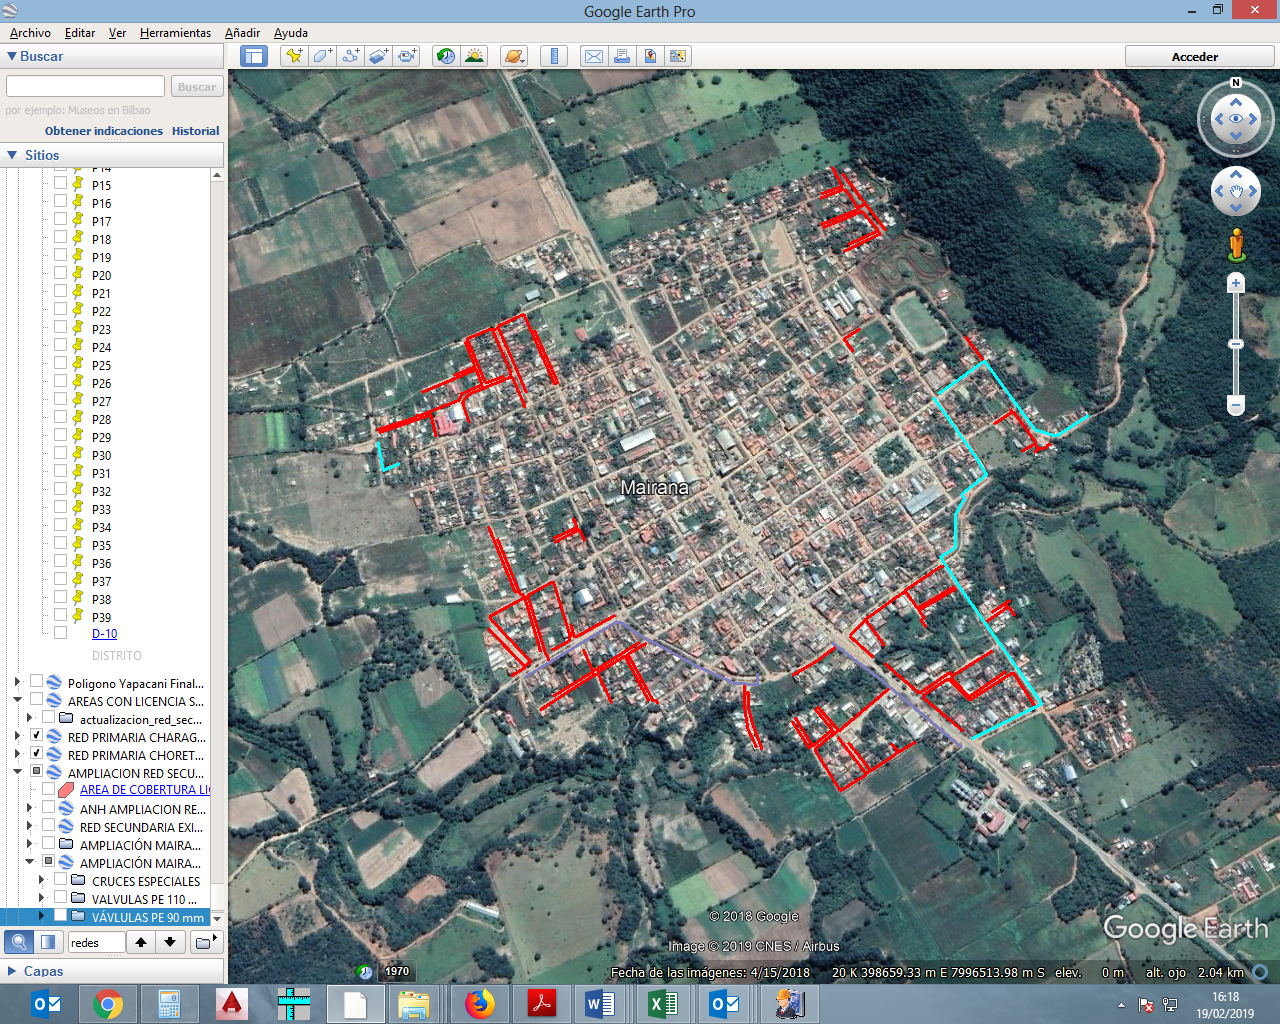 Google Earth Pro
Archivo Editar Ver Herramientas Añadir Ayuda
Buscar
Acceder
Buscar
por ejemplo: Museos en Bilbao
Obtener indicaciones Historial
Sitios
P14
P15
P16
P17
P18
P19
P20
P21
P22
P23
P24
P25
P26
P27
P28
P29
P30
P31
P32
P33
P34
P35
P36
P37
P38
P39
D-10
DISTRITO
Poligono Yapacani Final...
AREAS CON LICENCIA S...
actualizacion_red_sec...
RED PRIMARIA CHARAG...
RED PRIMARIA CHORET...
AMPLIACION RED SECU...
AREA DE COBERTURA LI
ANH AMPLIACION RE...
RED SECUNDARIA EXI...
AMPLIACIÓN MAIRA...
AMPLIACIÓN MAIRA...
CRUCES ESPECIALES
VALVULAS PE 110 ...
VÁVLULAS PE 90 mm
redes
Capas
N
Mairana
© 2018 Google
Image © 2019 CNES / Airbus
Google Earth
1970
Fecha de las imágenes: 4/15/2018 20 K 398659.33 m E 7996513.98 m S elev. 0 m alt. ojo 2.04 km
16:18
19/02/2019